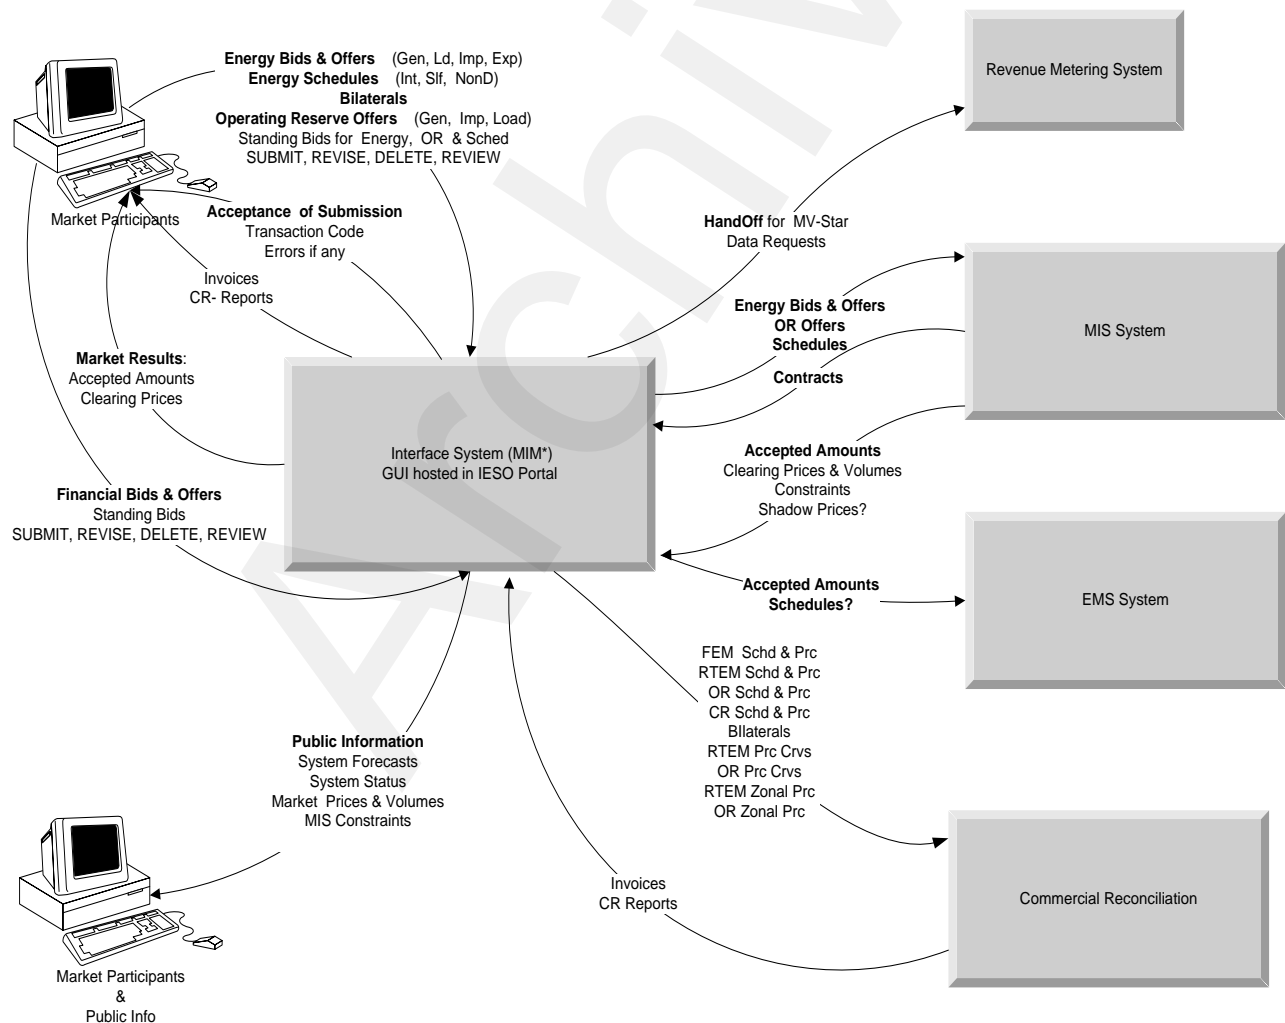 Energy Bids & Offers (Gen, Ld, Imp, Exp)
Energy Schedules (Int, Slf, NonD)
Bilaterals
Operating Reserve Offers (Gen, Imp, Load)
Standing Bids for Energy, OR & Sched
SUBMIT, REVISE, DELETE, REVIEW
Revenue Metering System
Market Participants
Acceptance of Submission
Transaction Code
Errors if any
Invoices
CR- Reports
HandOff for MV-Star
Data Requests
Energy Bids & Offers
OR Offers
Schedules
Contracts
MIS System
Market Results:
Accepted Amounts
Clearing Prices
Interface System (MIM*)
GUI hosted in IESO Portal
Accepted Amounts
Clearing Prices & Volumes
Constraints
Shadow Prices?
Financial Bids & Offers
Standing Bids
SUBMIT, REVISE, DELETE, REVIEW
Accepted Amounts
Schedules?
EMS System
FEM Schd & Prc
RTEM Schd & Prc
OR Schd & Prc
CR Schd & Prc
BIlaterals
RTEM Prc Crvs
OR Prc Crvs
RTEM Zonal Prc
OR Zonal Prc
Public Information
System Forecasts
System Status
Market Prices & Volumes
MIS Constraints
Invoices
CR Reports
Commercial Reconciliation
Market Participants
&
Public Info
Archiv